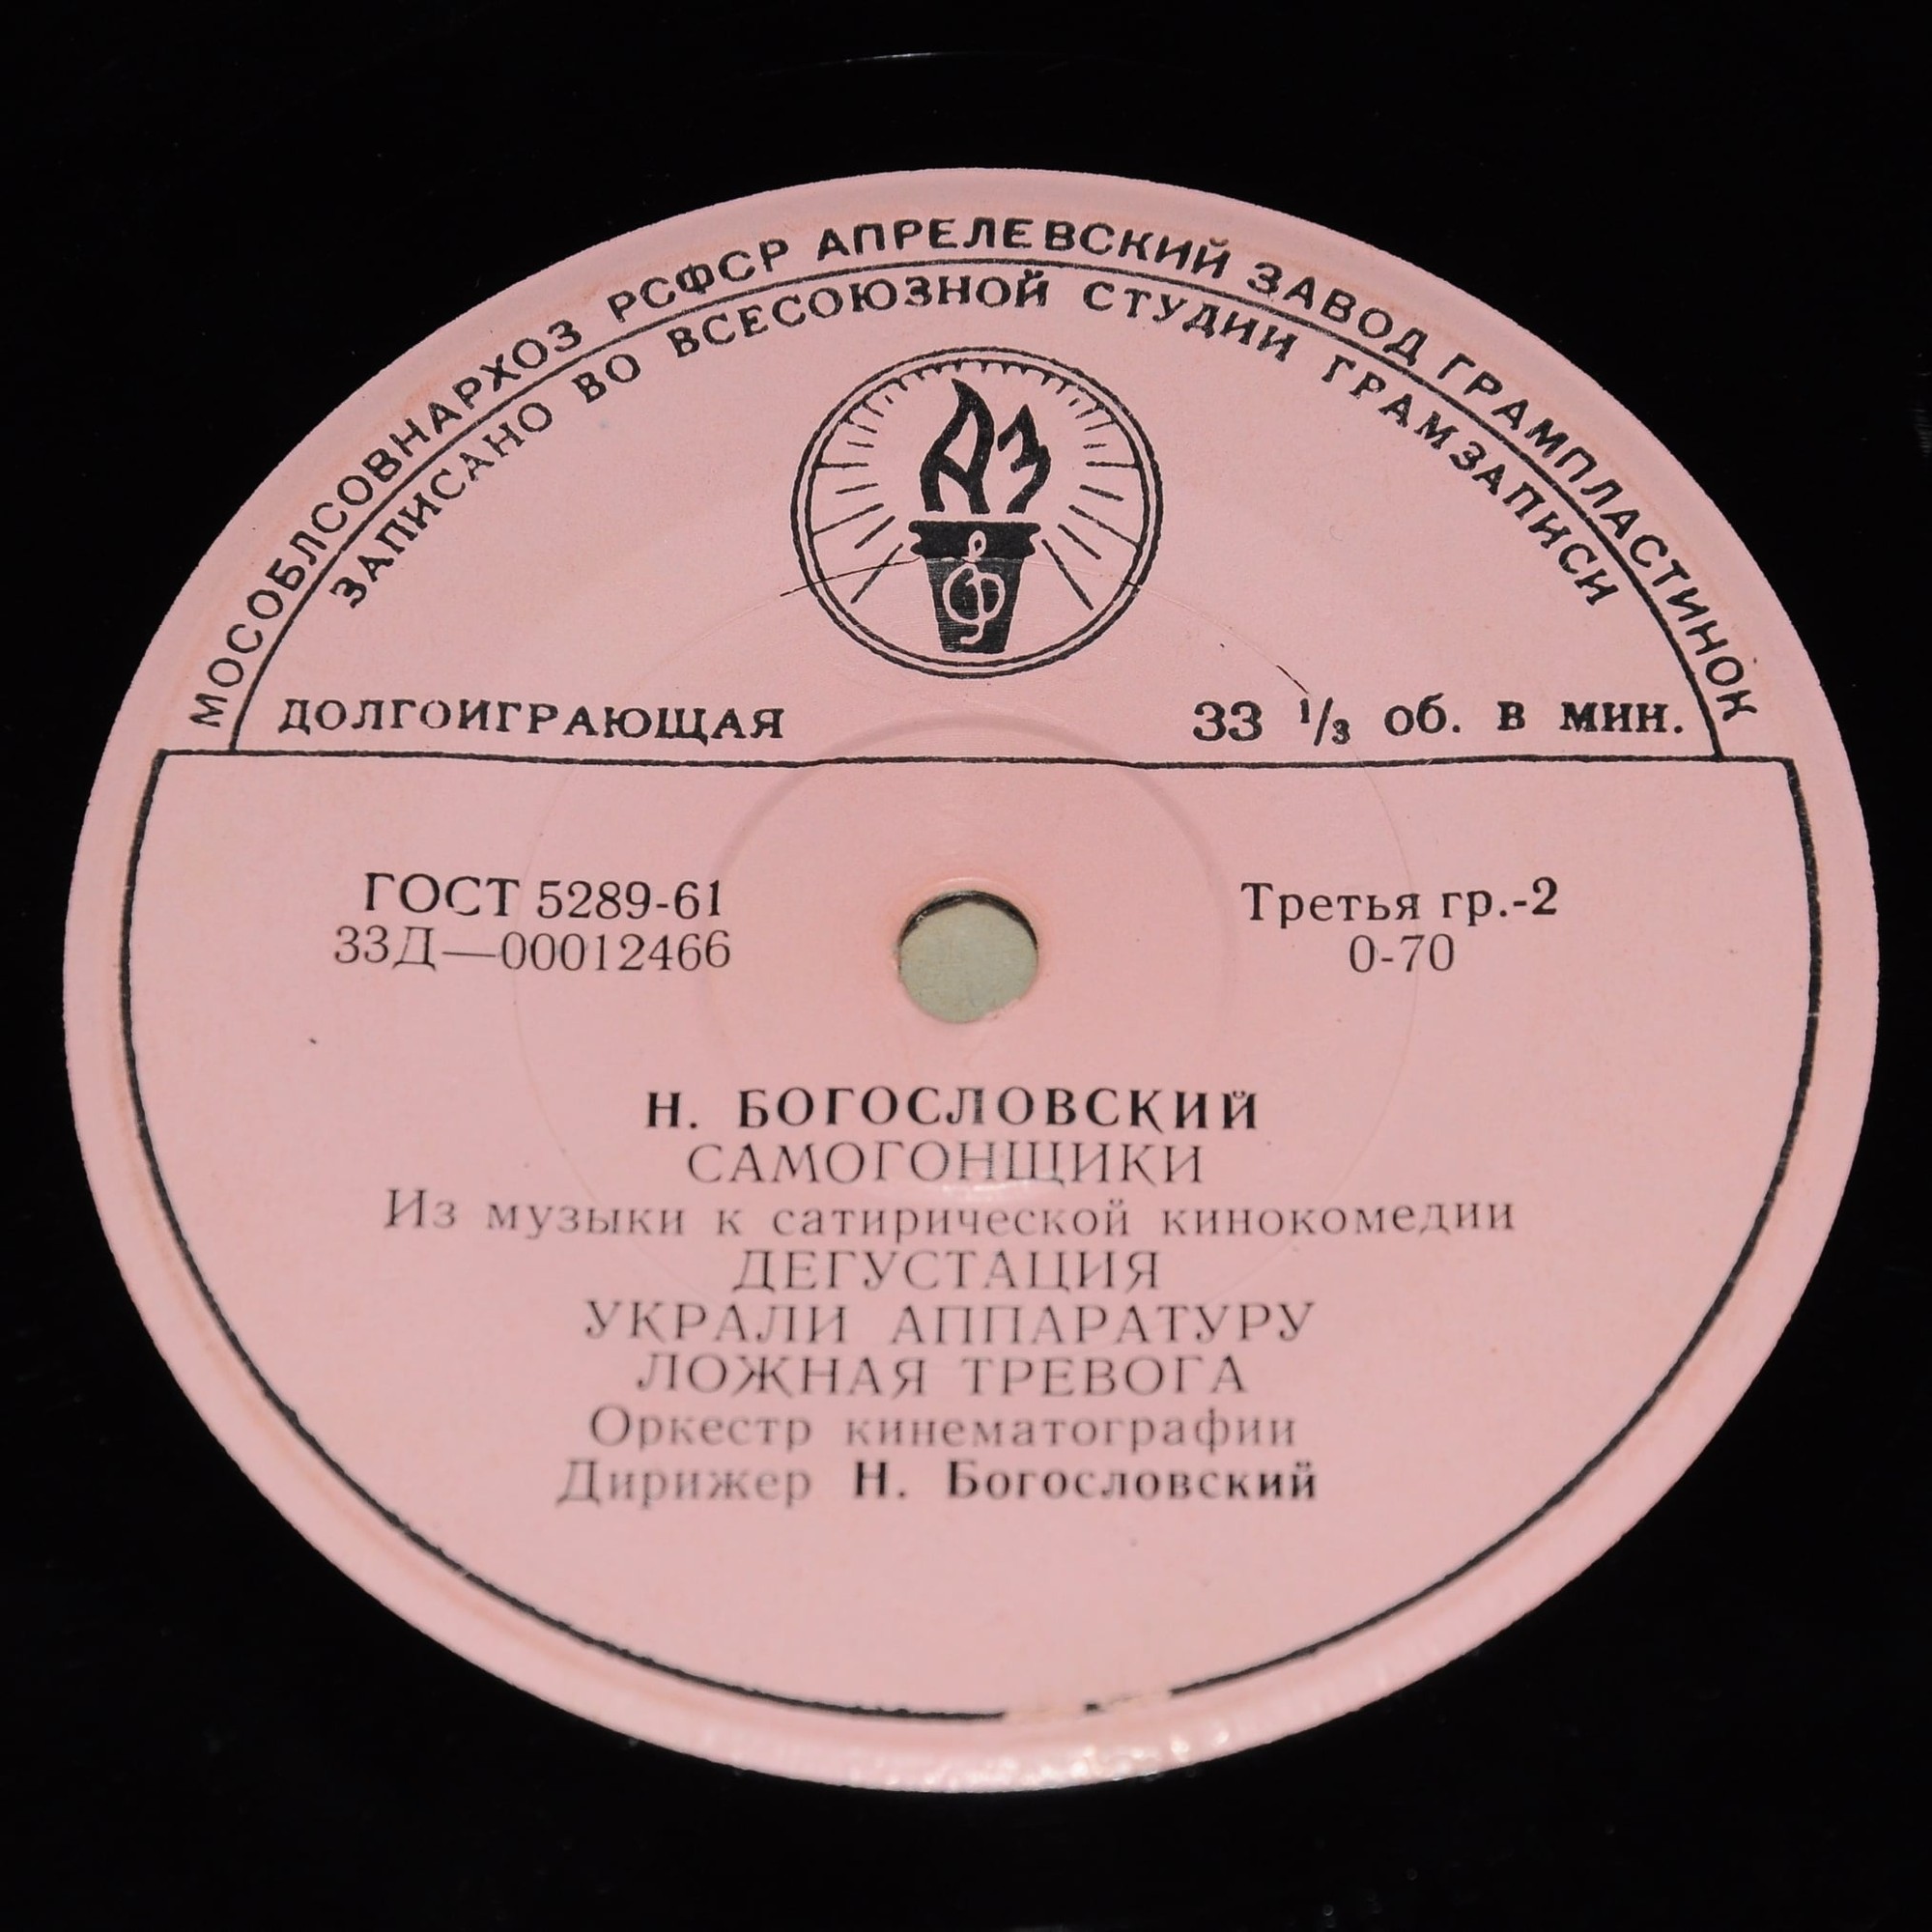 МОСОБЛСОВНАРХОЗ РСФСР АПРЕЛЕВСКИЙ ЗАВОД ГРАМПЛАСТИНОК
ЗАПИСАНО ВО ВСЕСОЮЗНОЙ СТУДИИ ГРАМЗАПИСИ
АЗ
ДОЛГОИГРАЮЩАЯ 33 1/3 об. в мин.
ГОСТ 5289-61 Третья гр.-2
33Д—00012466 0-70
Н. БОГОСЛОВСКИЙ
САМОГОНЩИКИ
Из музыки к сатирической кинокомедии
ДЕГУСТАЦИЯ
УКРАЛИ АППАРАТУРУ
ЛОЖНАЯ ТРЕВОГА
Оркестр кинематографии
Дирижер Н. Богословский